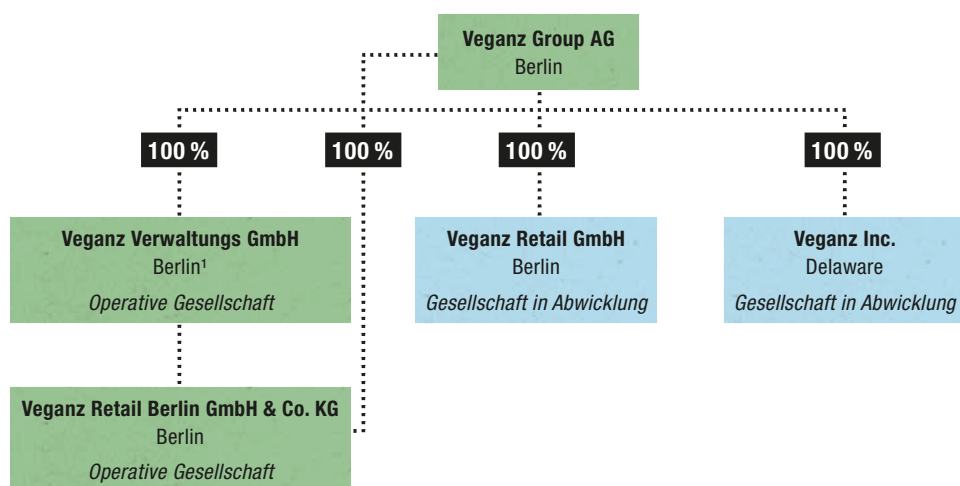 Veganz Group AG
Berlin
100 %
100 %
100 %
100 %
Veganz Verwaltungs GmbH
Berlin¹
Operative Gesellschaft
Veganz Retail GmbH
Berlin
Gesellschaft in Abwicklung
Veganz Inc.
Delaware
Gesellschaft in Abwicklung
Veganz Retail Berlin GmbH & Co. KG
Berlin
Operative Gesellschaft